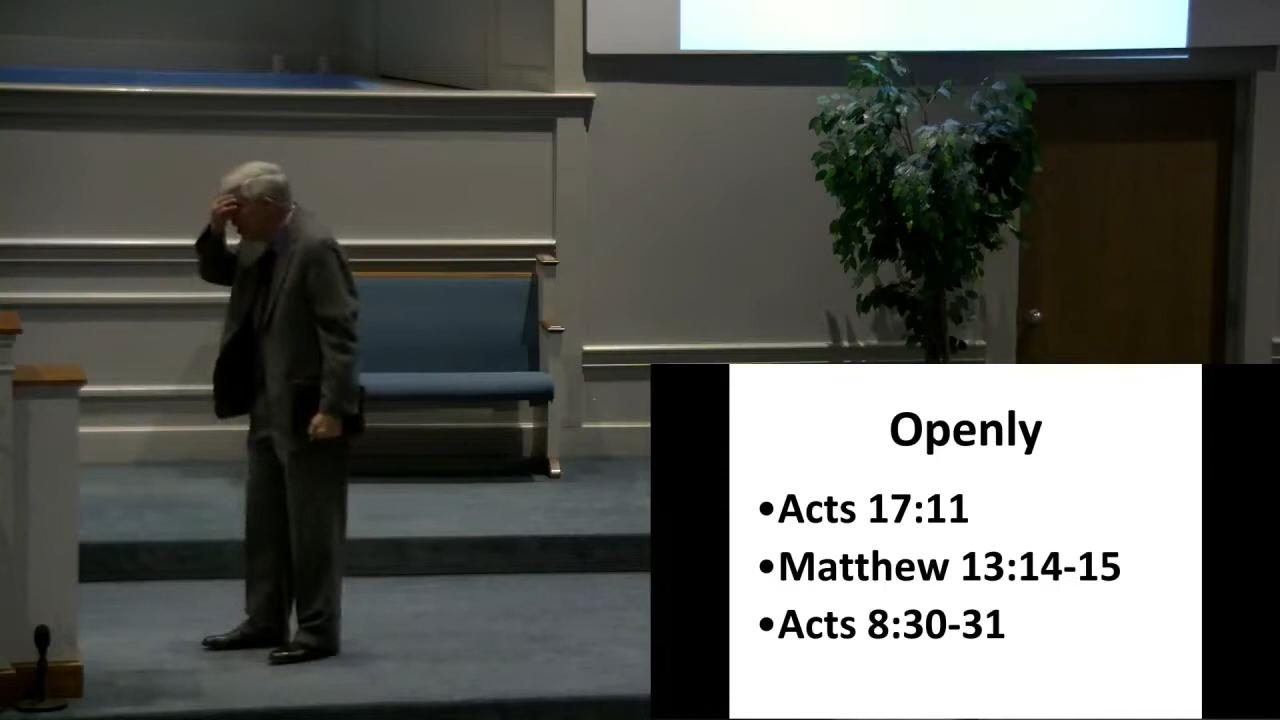 Openly
•Acts 17:11
•Matthew 13:14-15
•Acts 8:30-31